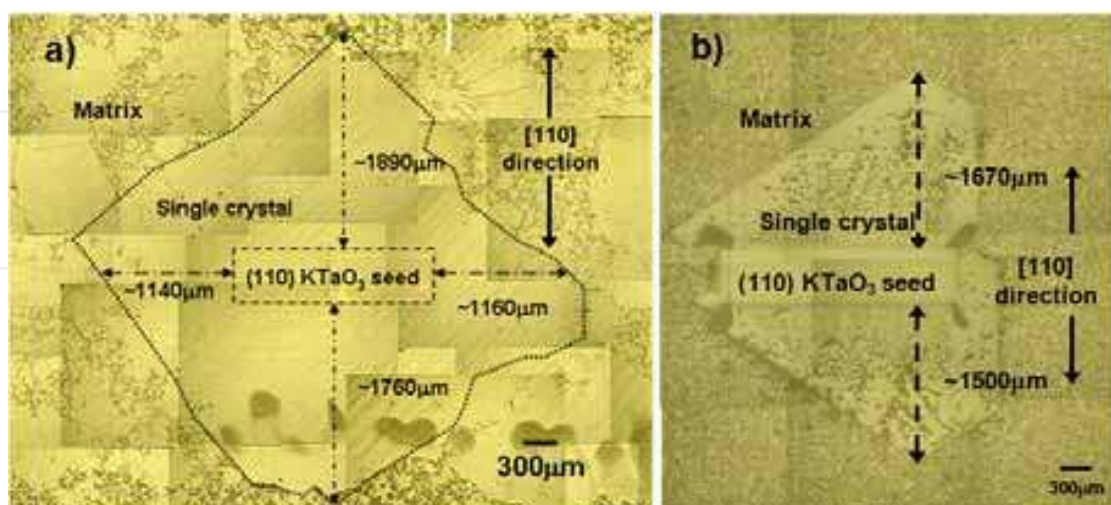 a)
Matrix
[110]
direction
~1890μm
Single crystal
(110) KTaO₃ seed
~1140μm
~1160μm
~1760μm
300μm
b)
Matrix
~1670μm
Single crystal
[110]
direction
(110) KTaO₃ seed
~1500μm
300μm